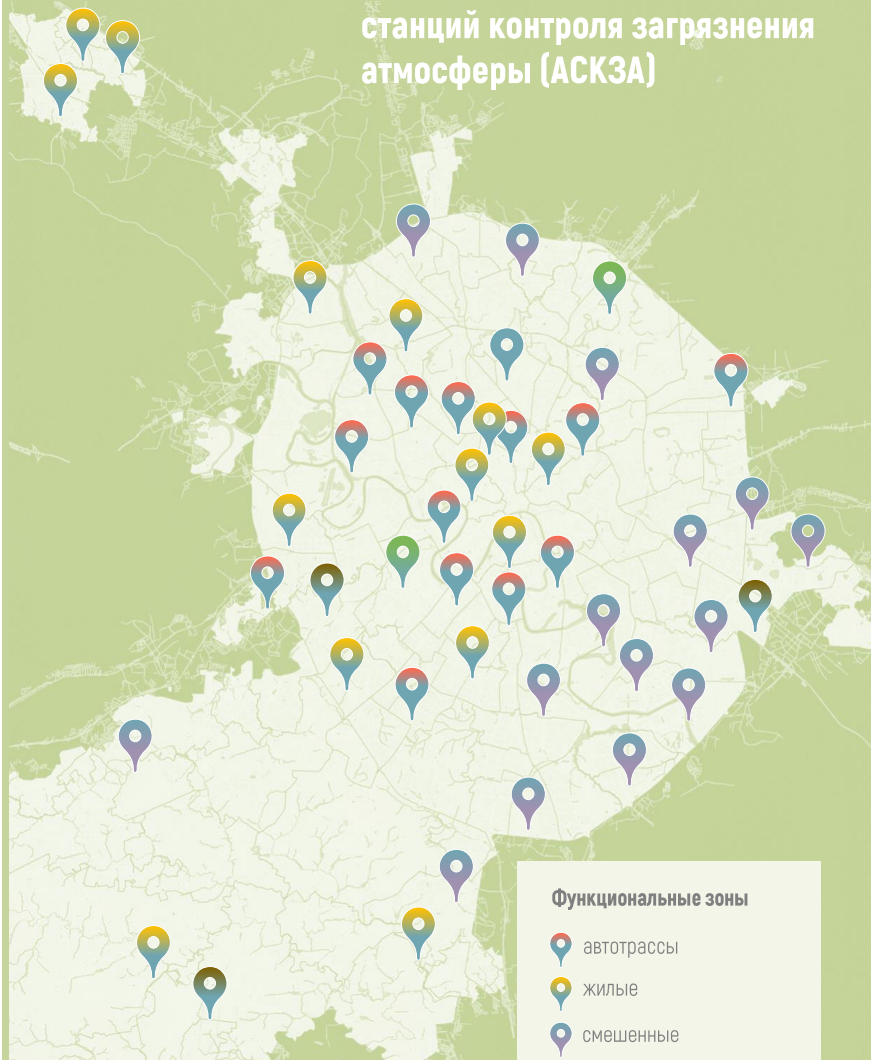 станций контроля загрязнения
атмосферы (АСКЗА)
Функциональные зоны
автотрассы
жилые
смешенные